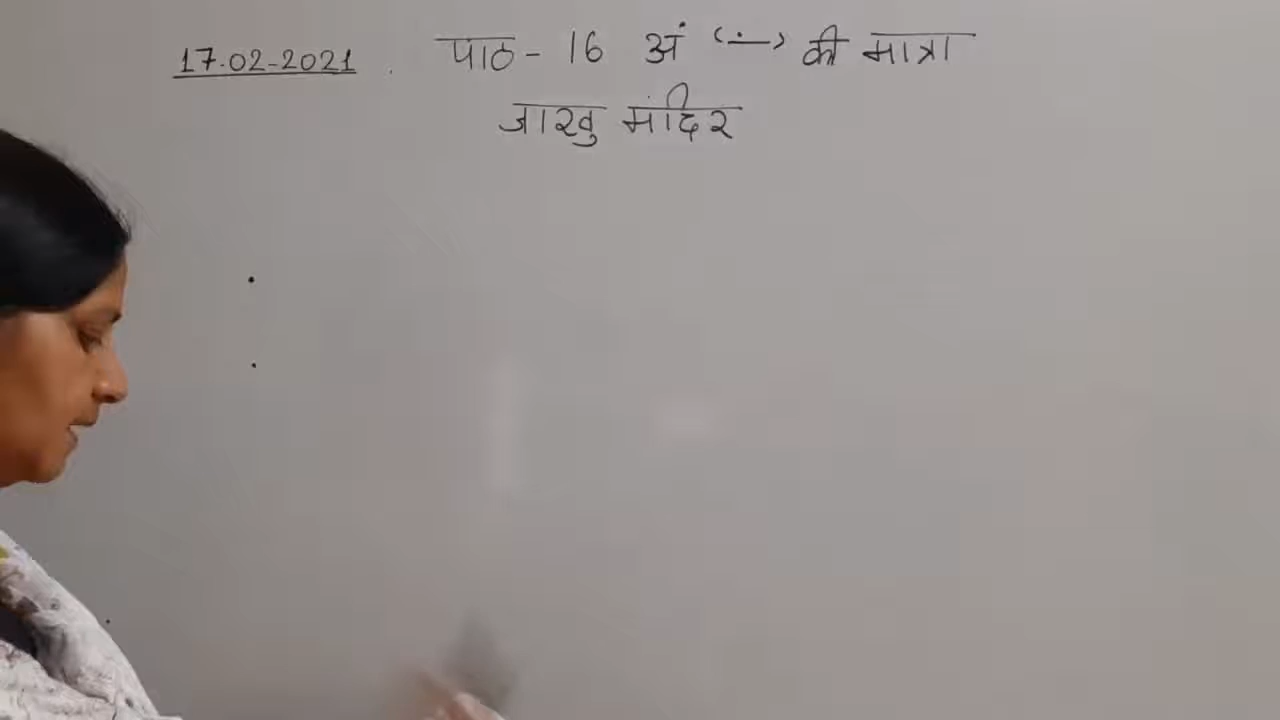 17.02-2021 पाठ - 16 अं (ं) की मात्रा
जाखु मंदिर